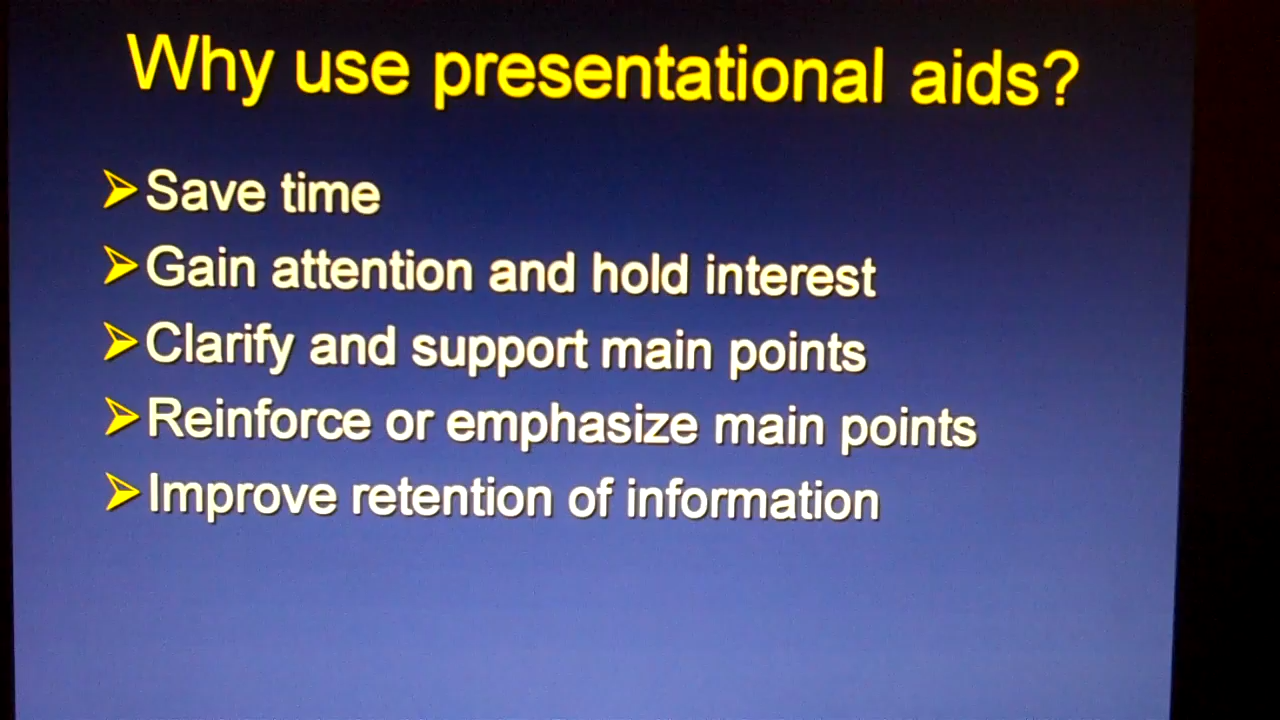 Why use presentational aids?
Save time
Gain attention and hold interest
Clarify and support main points
Reinforce or emphasize main points
Improve retention of information